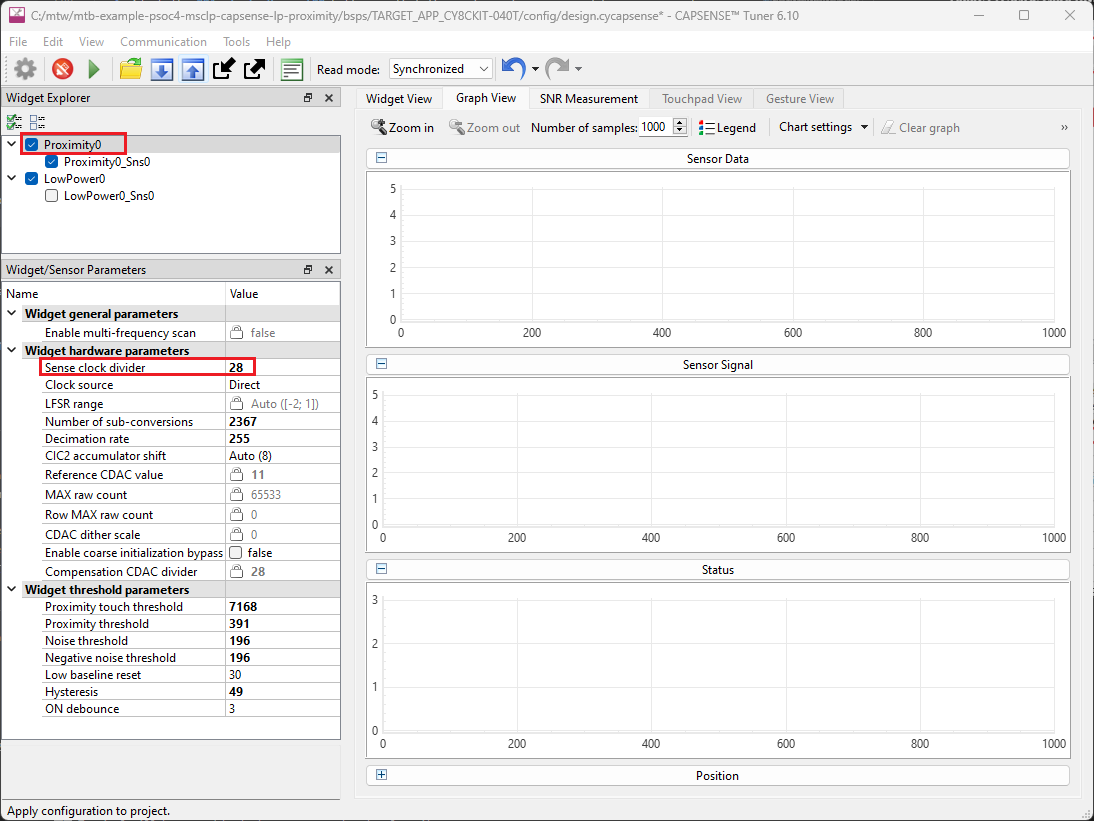 C:/mtw/mtb-example-psoc4-msclp-capsense-lp-proximity/bsps/TARGET_APP_CY8CKIT-040T/config/design.cycapsense* - CAPSENSE™ Tuner 6.10
File Edit View Communication Tools Help
Read mode: Synchronized
Widget Explorer
Proximity0
Proximity0_Sns0
LowPower0
LowPower0_Sns0
Widget/Sensor Parameters
Name Value
Widget general parameters
Enable multi-frequency scan false
Widget hardware parameters
Sense clock divider 28
Clock source Direct
LFSR range Auto ([-2; 1])
Number of sub-conversions 2367
Decimation rate 255
CIC2 accumulator shift Auto (8)
Reference CDAC value 11
MAX raw count 65533
Row MAX raw count 0
CDAC dither scale 0
Enable coarse initialization bypass false
Compensation CDAC divider 28
Widget threshold parameters
Proximity touch threshold 7168
Proximity threshold 391
Noise threshold 196
Negative noise threshold 196
Low baseline reset 30
Hysteresis 49
ON debounce 3
Widget View Graph View SNR Measurement Touchpad View Gesture View
Zoom in Zoom out Number of samples: 1000 Legend Chart settings Clear graph »
Sensor Data
5
4
3
2
1
0
0 200 400 600 800 1000
Sensor Signal
5
4
3
2
1
0
0 200 400 600 800 1000
Status
3
2
1
0
0 200 400 600 800 1000
Position
Apply configuration to project.